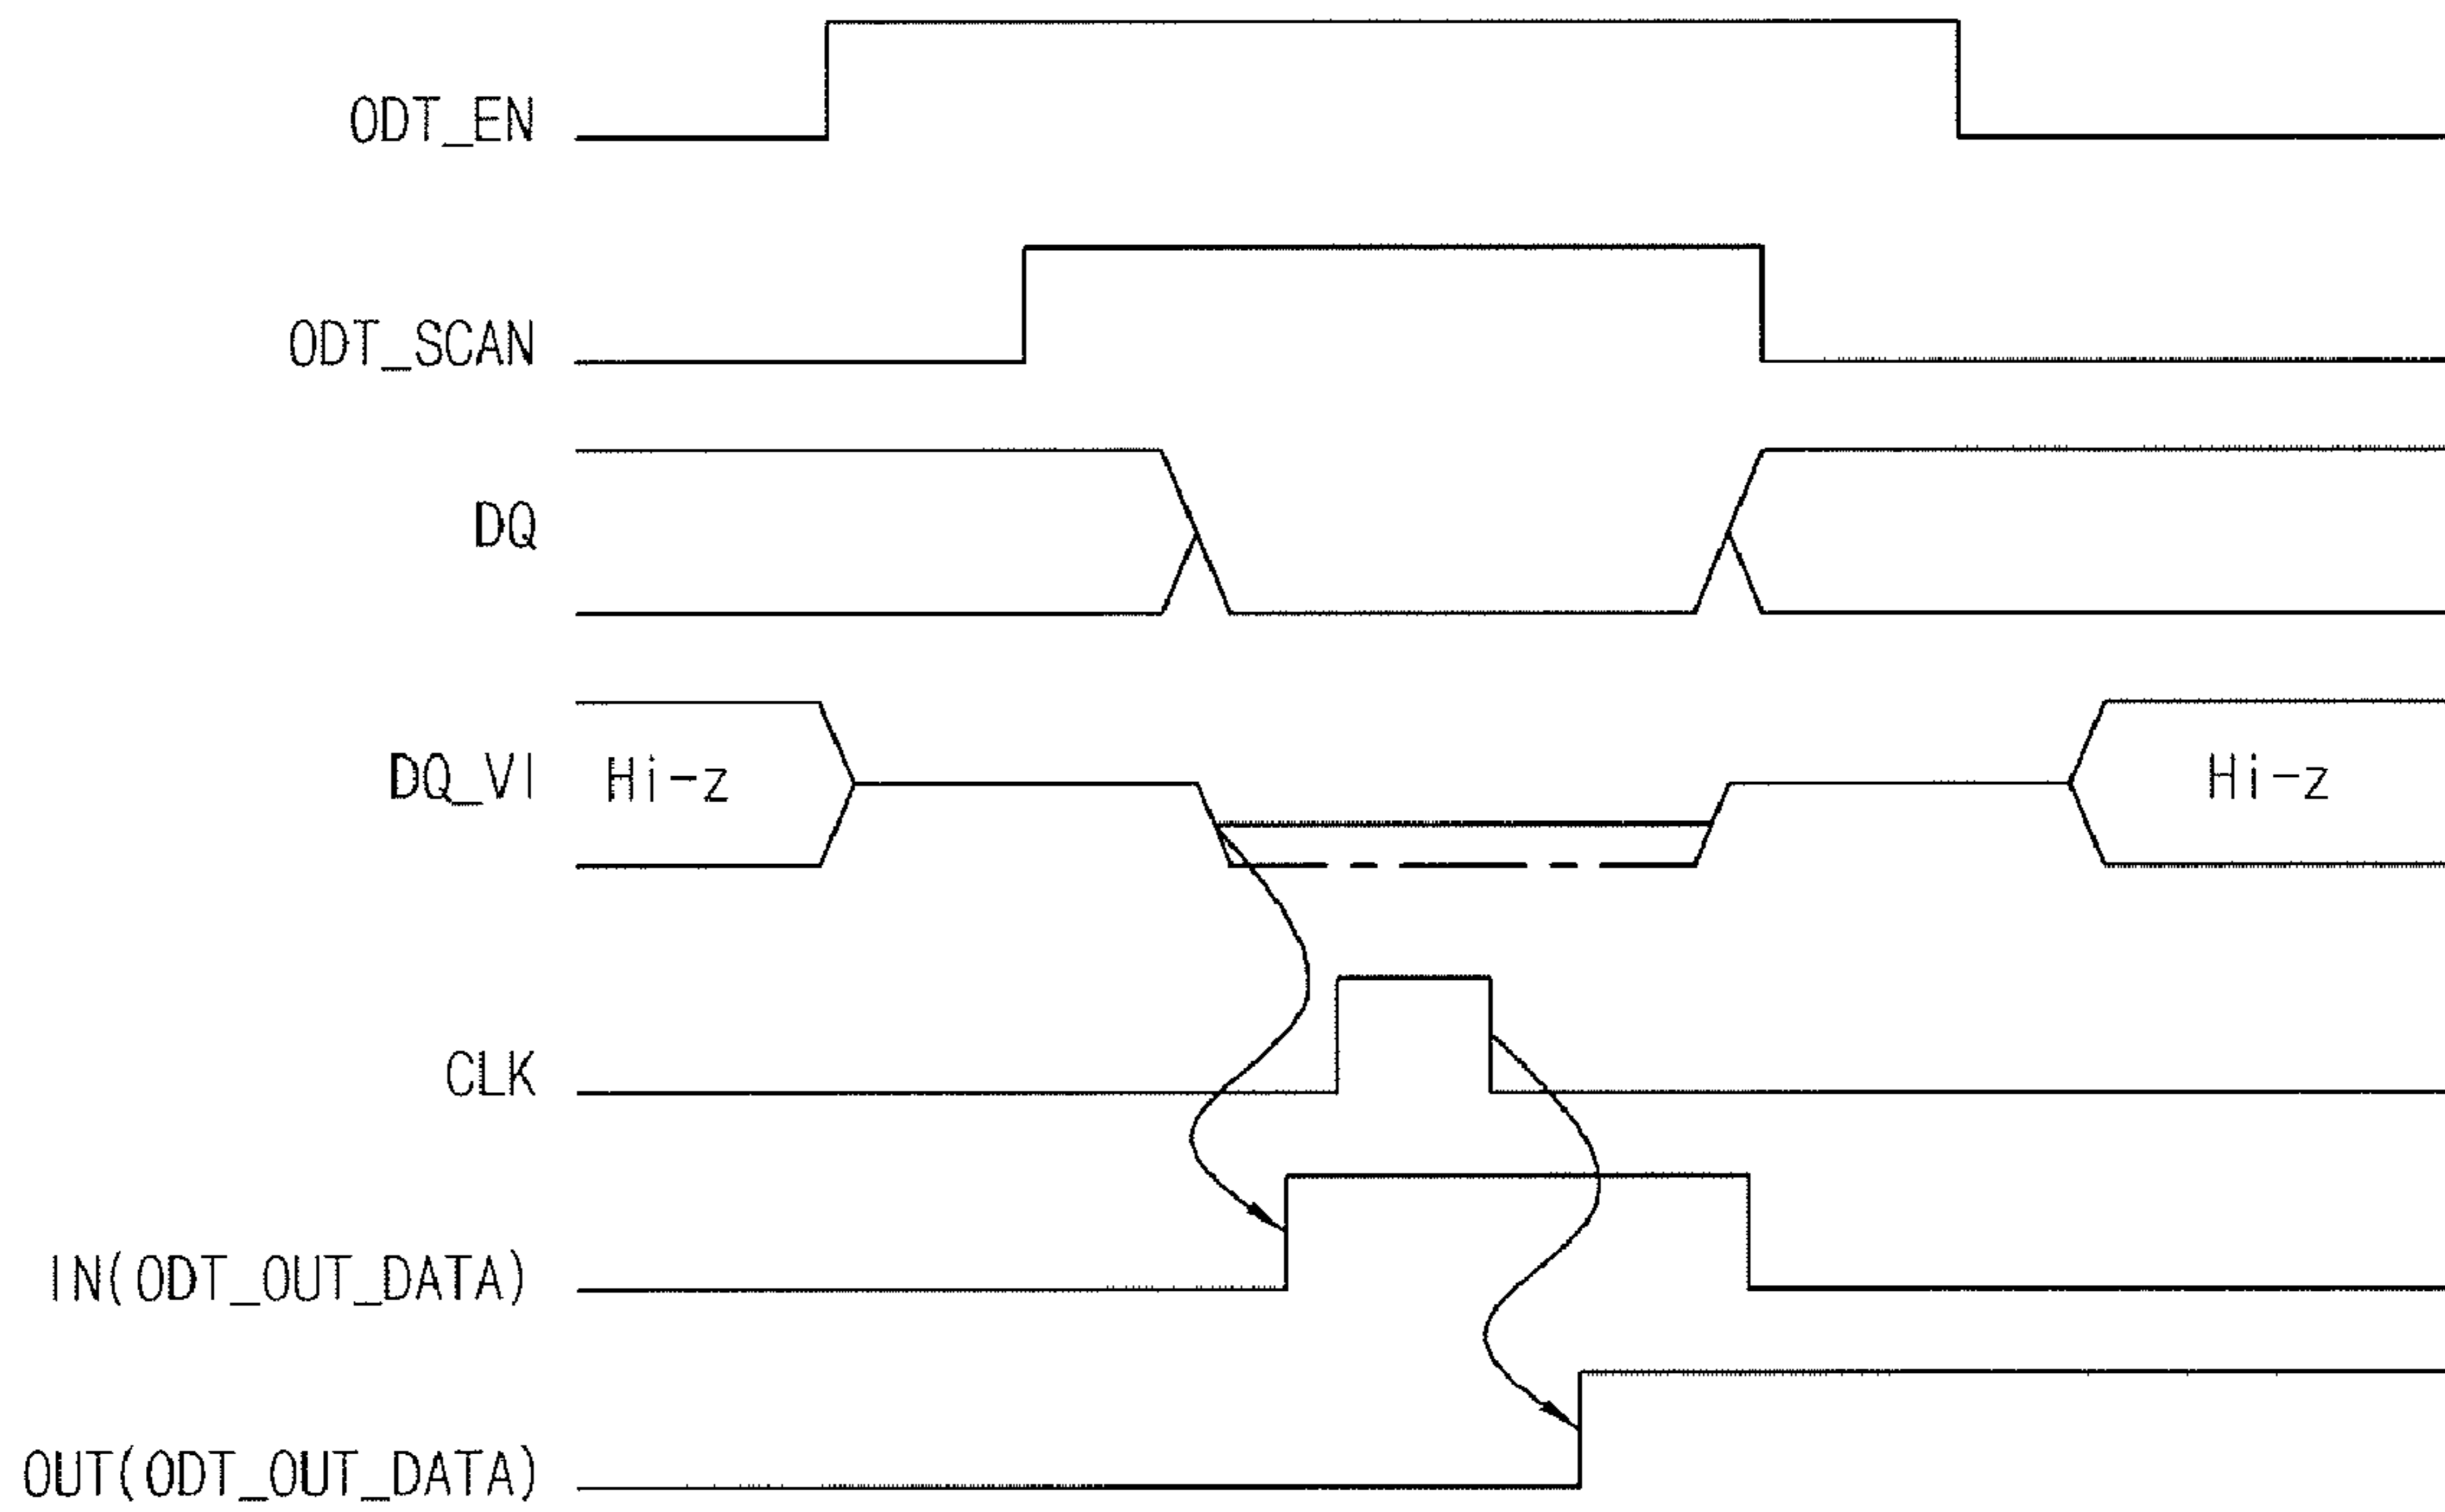 ODT_EN
ODT_SCAN
DQ
DQ_VI Hi-z Hi-z
CLK
IN(ODT_OUT_DATA)
OUT(ODT_OUT_DATA)